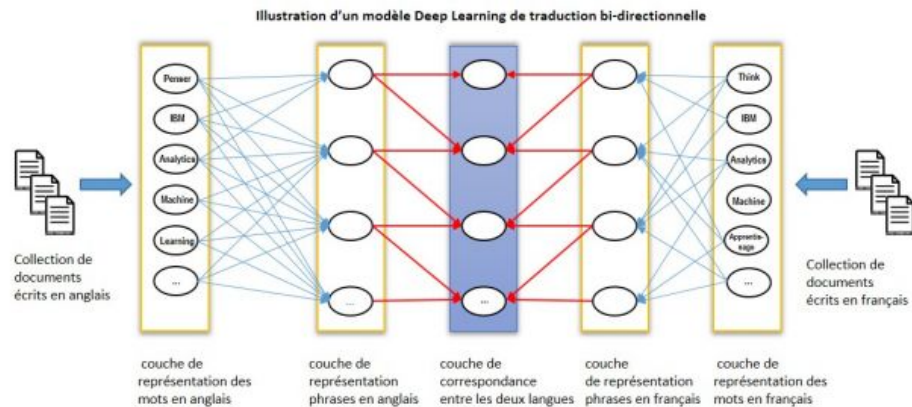 Illustration d'un modèle Deep Learning de traduction bi-directionnelle
Penser
IBM
Analytics
Machine
Learning
...
Collection de
documents
écrits en anglais
...
...
Think
IBM
Analytics
Machine
Apprentis-
sage
...
Collection de
documents
écrits en français
couche de
représentation des
mots en anglais
couche de
représentation
phrases en anglais
couche de
correspondance
entre les deux langues
couche
de représentation
phrases en français
couche de
représentation des
mots en français